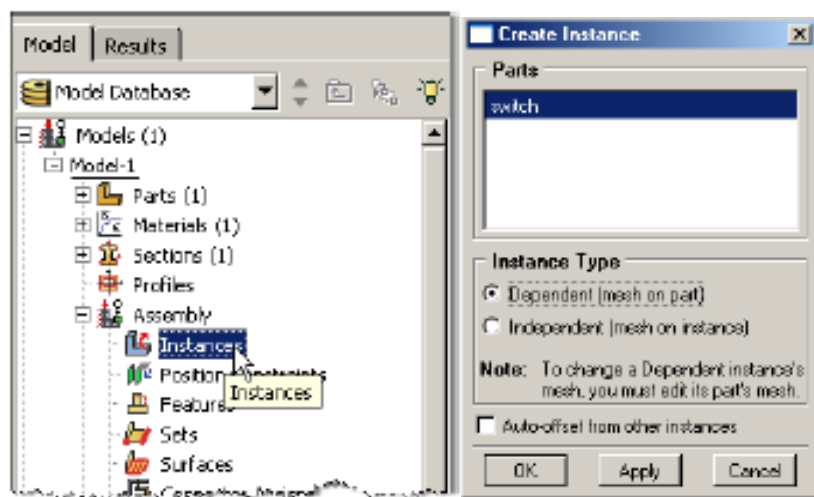 Model Results
Model Database
Models (1)
Model-1
Parts (1)
Materials (1)
Sections (1)
Profiles
Assembly
Instances
Position Constraints
Instances
Features
Sets
Surfaces
Create Instance
Parts
switch
Instance Type
Dependent (mesh on part)
Independent (mesh on instance)
Note: To change a Dependent instance's
mesh, you must edit its part's mesh.
Auto-offset from other instances
OK Apply Cancel